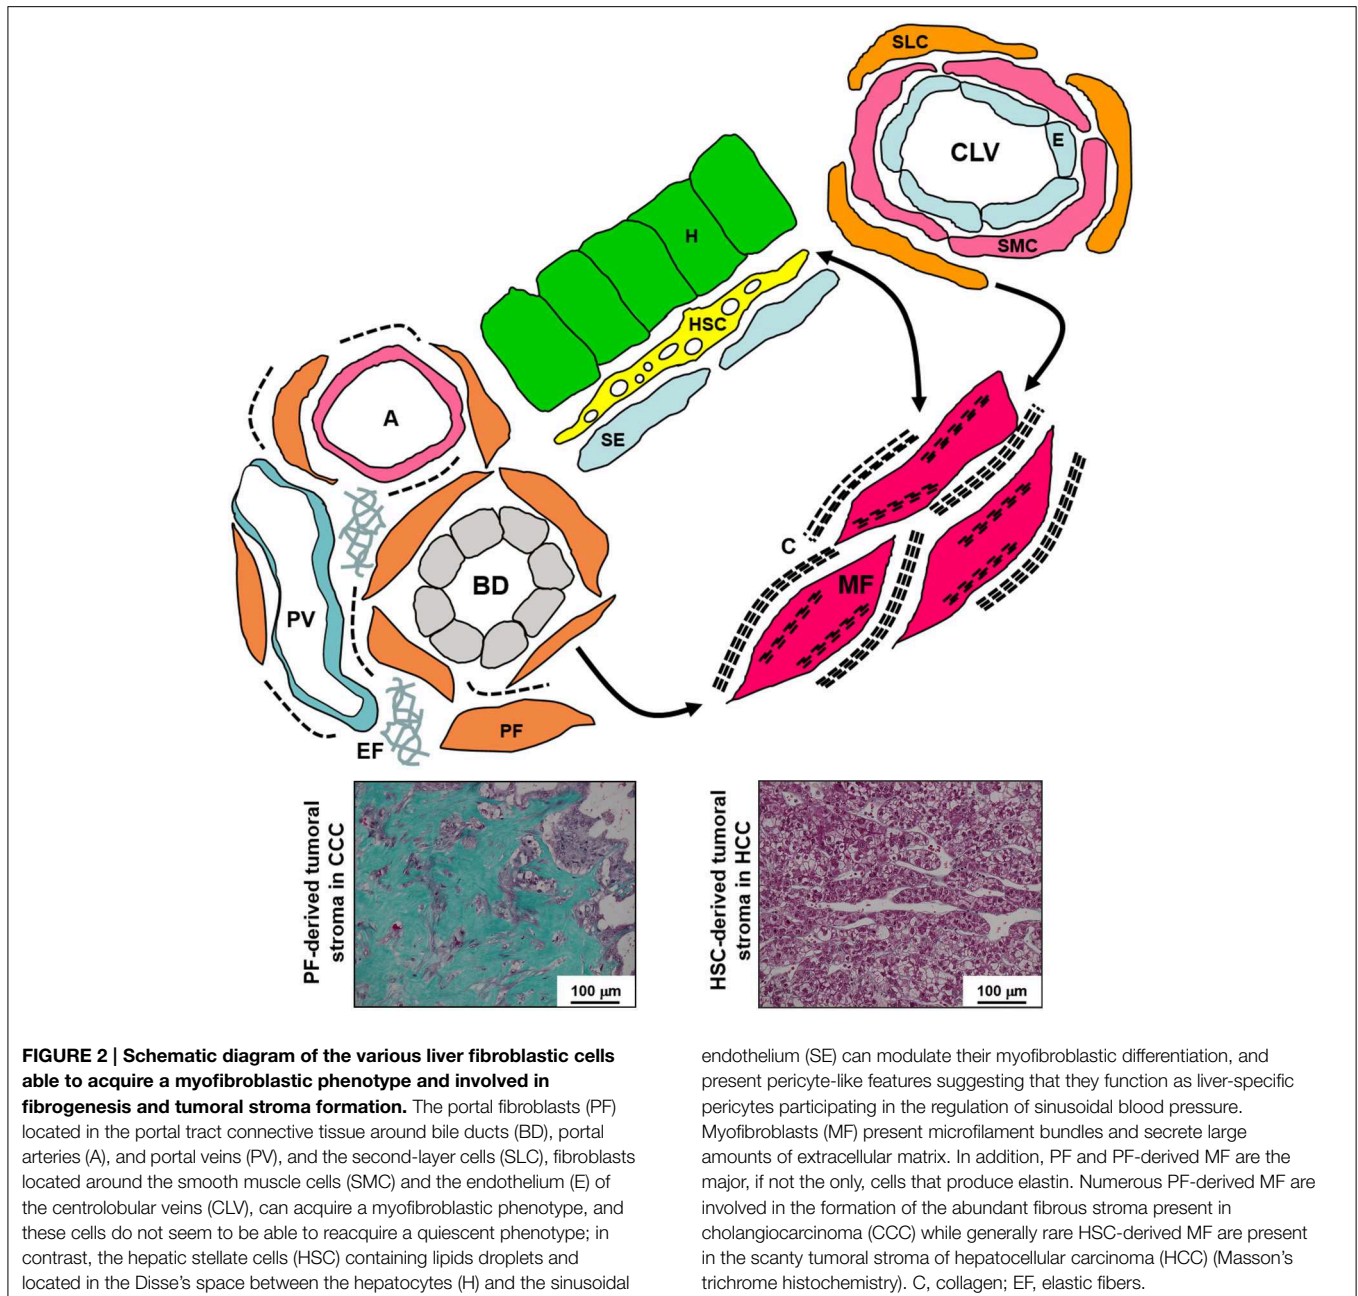 SLC
CLV
E
SMC
H
HSC
SE
A
BD
PV
C
MF
PF
EF
PF-derived tumoral
stroma in CCC
100 µm
HSC-derived tumoral
stroma in HCC
100 µm
FIGURE 2 | Schematic diagram of the various liver fibroblastic cells
able to acquire a myofibroblastic phenotype and involved in
fibrogenesis and tumoral stroma formation. The portal fibroblasts (PF)
located in the portal tract connective tissue around bile ducts (BD), portal
arteries (A), and portal veins (PV), and the second-layer cells (SLC), fibroblasts
located around the smooth muscle cells (SMC) and the endothelium (E) of
the centrolobular veins (CLV), can acquire a myofibroblastic phenotype, and
these cells do not seem to be able to reacquire a quiescent phenotype; in
contrast, the hepatic stellate cells (HSC) containing lipids droplets and
located in the Disse's space between the hepatocytes (H) and the sinusoidal
endothelium (SE) can modulate their myofibroblastic differentiation, and
present pericyte-like features suggesting that they function as liver-specific
pericytes participating in the regulation of sinusoidal blood pressure.
Myofibroblasts (MF) present microfilament bundles and secrete large
amounts of extracellular matrix. In addition, PF and PF-derived MF are the
major, if not the only, cells that produce elastin. Numerous PF-derived MF are
involved in the formation of the abundant fibrous stroma present in
cholangiocarcinoma (CCC) while generally rare HSC-derived MF are present
in the scanty tumoral stroma of hepatocellular carcinoma (HCC) (Masson's
trichrome histochemistry). C, collagen; EF, elastic fibers.